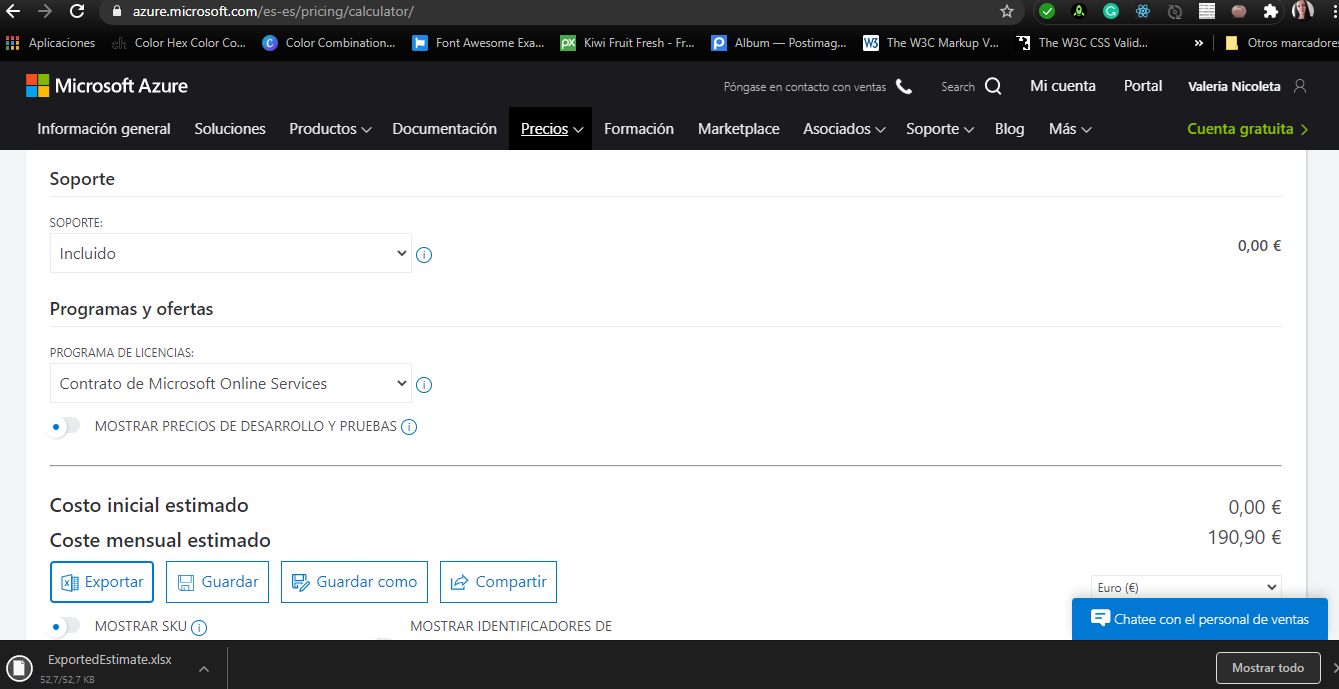 azure.microsoft.com/es-es/pricing/calculator/
Aplicaciones
Color Hex Color Co...
Color Combination...
Font Awesome Exa...
Kiwi Fruit Fresh - Fr...
Album — Postimag...
The W3C Markup V...
The W3C CSS Valid...
»
Otros marcadores
Microsoft Azure
Póngase en contacto con ventas
Search
Mi cuenta
Portal
Valeria Nicoleta
Información general
Soluciones
Productos
Documentación
Precios
Formación
Marketplace
Asociados
Soporte
Blog
Más
Cuenta gratuita
Soporte
SOPORTE:
Incluido
0,00 €
Programas y ofertas
PROGRAMA DE LICENCIAS:
Contrato de Microsoft Online Services
MOSTRAR PRECIOS DE DESARROLLO Y PRUEBAS
Costo inicial estimado
0,00 €
Coste mensual estimado
190,90 €
Exportar
Guardar
Guardar como
Compartir
Euro (€)
Chatee con el personal de ventas
MOSTRAR SKU
MOSTRAR IDENTIFICADORES DE
ExportedEstimate.xlsx
52,7/52,7 KB
Mostrar todo